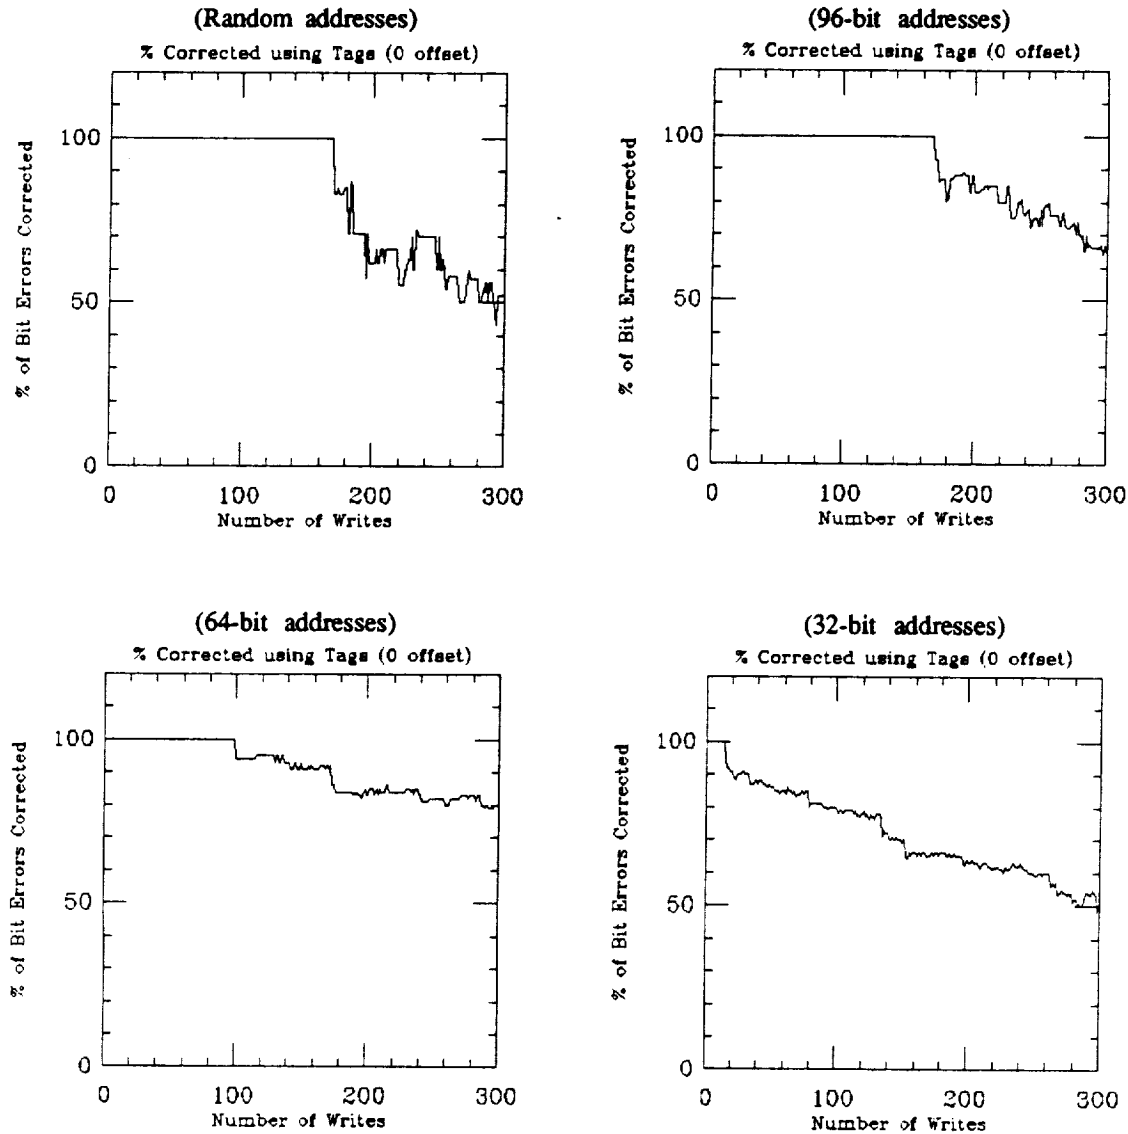 (Random addresses)
% Corrected using Tags (0 offset)
% of Bit Errors Corrected
100
50
0
0 100 200 300
Number of Writes
(96-bit addresses)
% Corrected using Tags (0 offset)
% of Bit Errors Corrected
100
50
0
0 100 200 300
Number of Writes
(64-bit addresses)
% Corrected using Tags (0 offset)
% of Bit Errors Corrected
100
50
0
0 100 200 300
Number of Writes
(32-bit addresses)
% Corrected using Tags (0 offset)
% of Bit Errors Corrected
100
50
0
0 100 200 300
Number of Writes